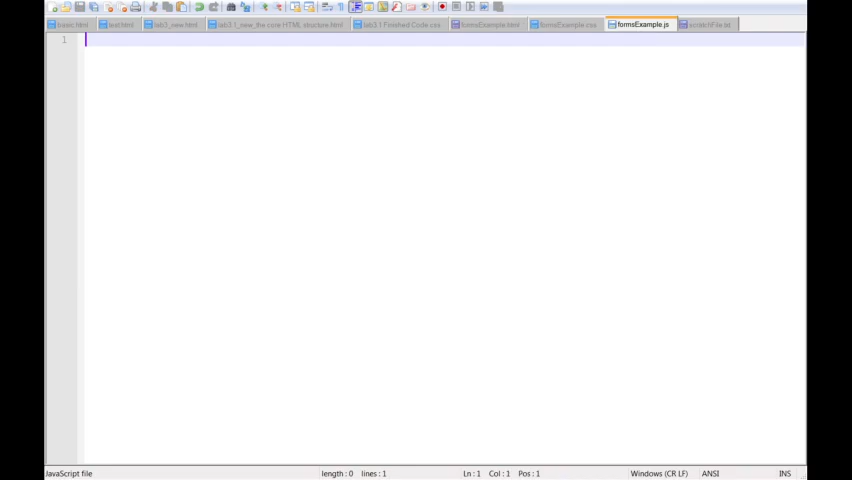 basic.html test.html lab3_new.html lab3.1_new_the core HTML structure.html lab3.1 Finished Code.css formsExample.html formsExample.css formsExample.js scratchFile.txt
1
JavaScript file length : 0 lines : 1 Ln : 1 Col : 1 Pos : 1 Windows (CR LF) ANSI INS